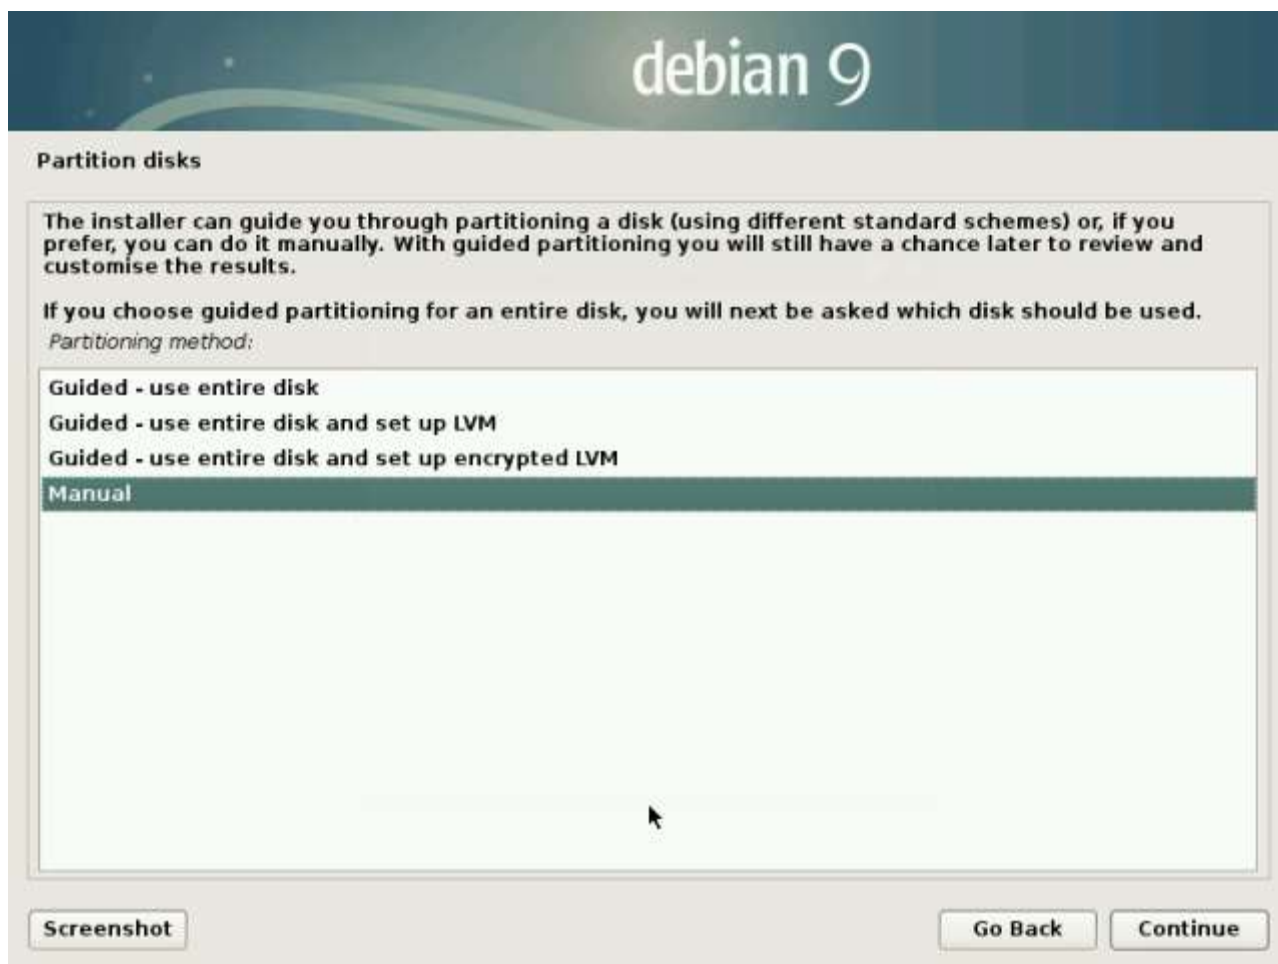 debian 9
Partition disks
The installer can guide you through partitioning a disk (using different standard schemes) or, if you
prefer, you can do it manually. With guided partitioning you will still have a chance later to review and
customise the results.
If you choose guided partitioning for an entire disk, you will next be asked which disk should be used.
Partitioning method:
Guided - use entire disk
Guided - use entire disk and set up LVM
Guided - use entire disk and set up encrypted LVM
Manual
Screenshot
Go Back
Continue